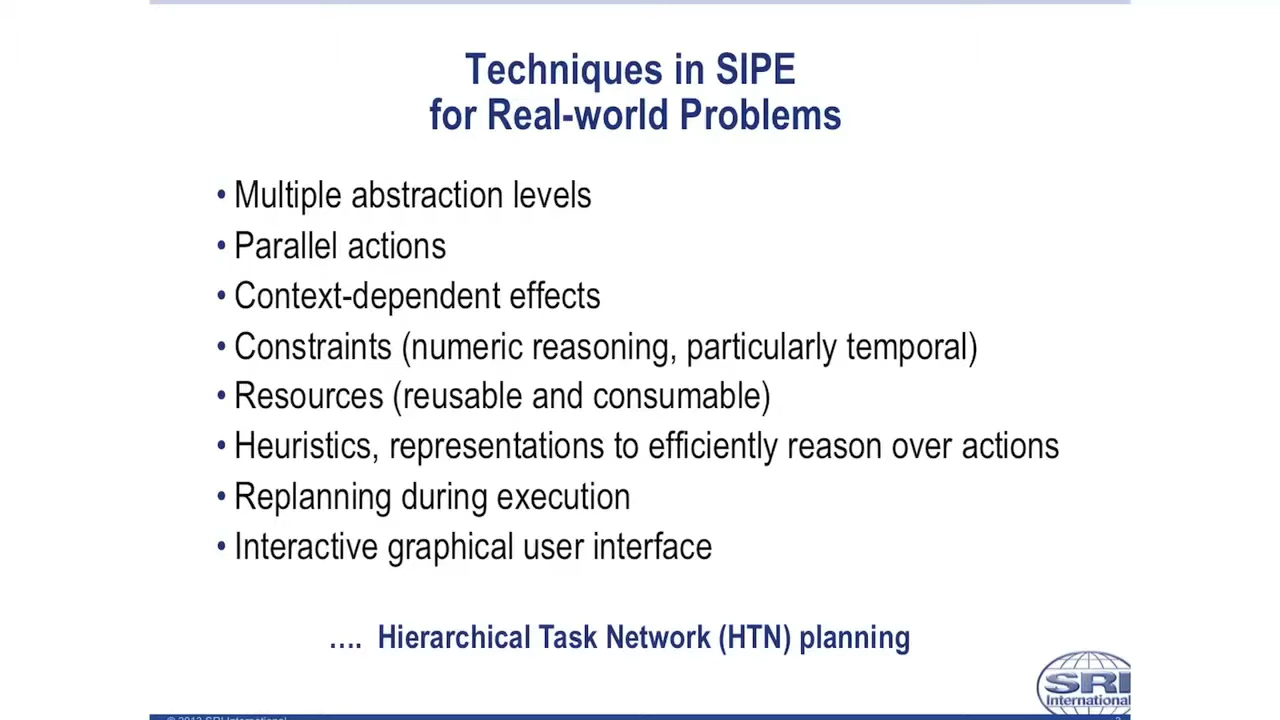 Techniques in SIPE
for Real-world Problems
• Multiple abstraction levels
• Parallel actions
• Context-dependent effects
• Constraints (numeric reasoning, particularly temporal)
• Resources (reusable and consumable)
• Heuristics, representations to efficiently reason over actions
• Replanning during execution
• Interactive graphical user interface
…. Hierarchical Task Network (HTN) planning
SRI
International